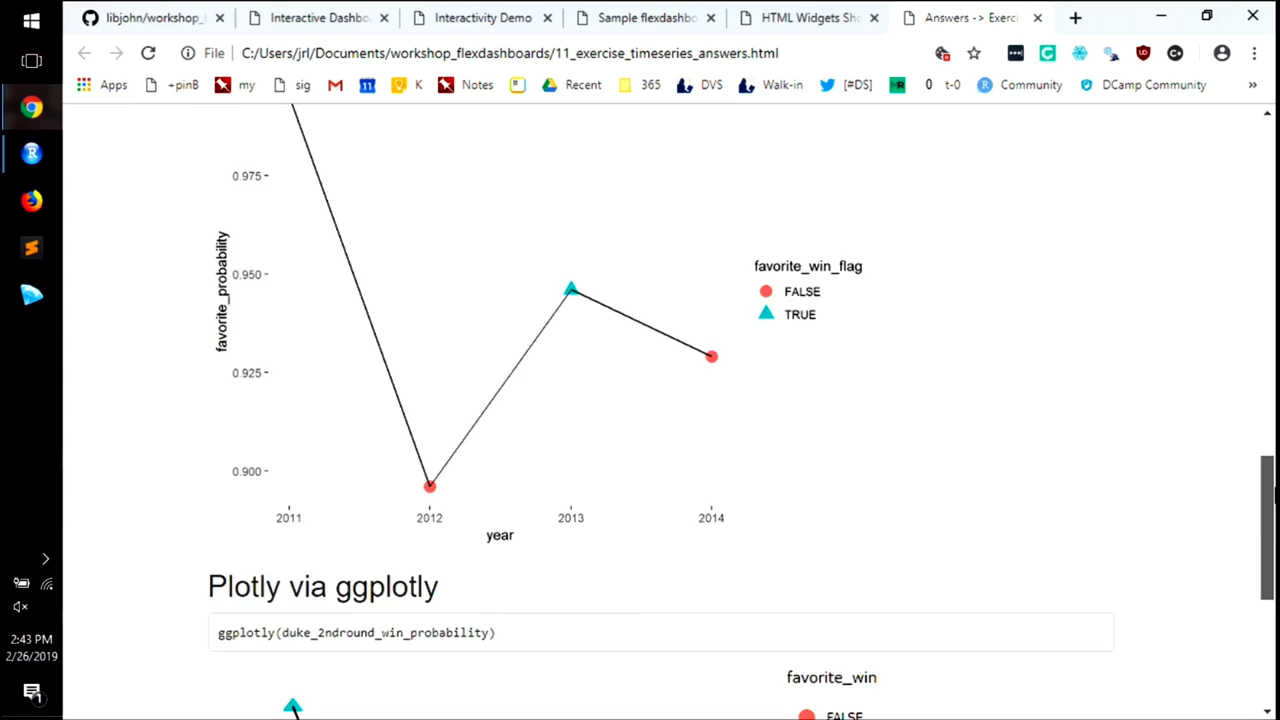 libjohn/workshop_
Interactive Dashbo
Interactivity Demo
Sample flexdashbo
HTML Widgets Sh
Answers -> Exerci
File C:/Users/jrl/Documents/workshop_flexdashboards/11_exercise_timeseries_answers.html
Apps +pinB my sig 11 K Notes Recent 365 DVS Walk-in [#DS] 0 t-0 Community DCamp Community »
0.975
0.950
0.925
0.900
favorite_probability
favorite_win_flag
FALSE
TRUE
2011 2012 2013 2014
year
Plotly via ggplotly
ggplotly(duke_2ndround_win_probability)
favorite_win
FALSE
2:43 PM
2/26/2019